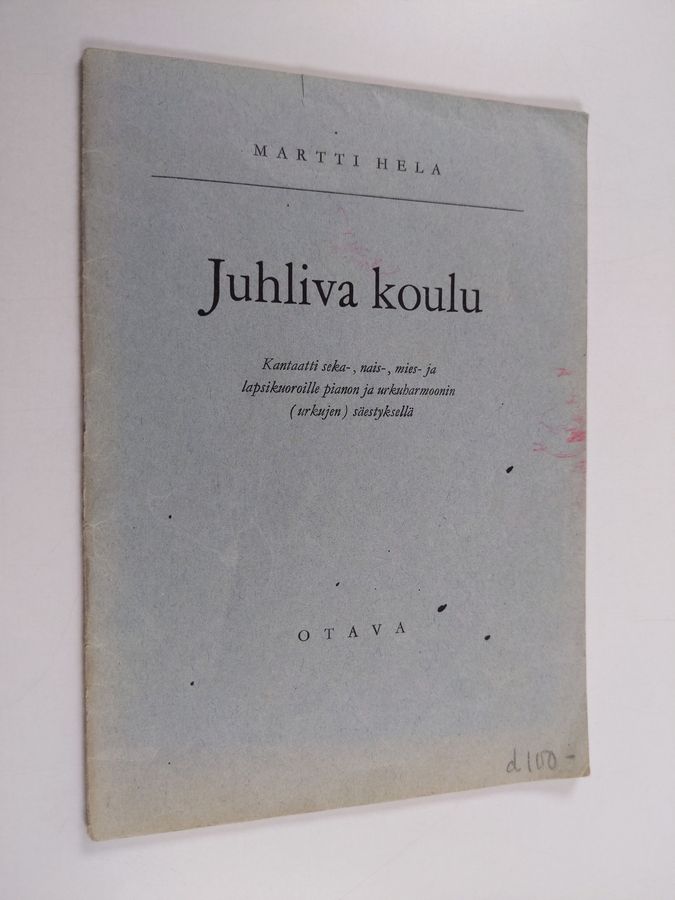 MARTTI HELA
Juhliva koulu
Kantaatti seka-, nais-, mies- ja
lapsikuoroille pianon ja urkuharmoonin
(urkujen) säestyksellä
OTAVA
d 100-